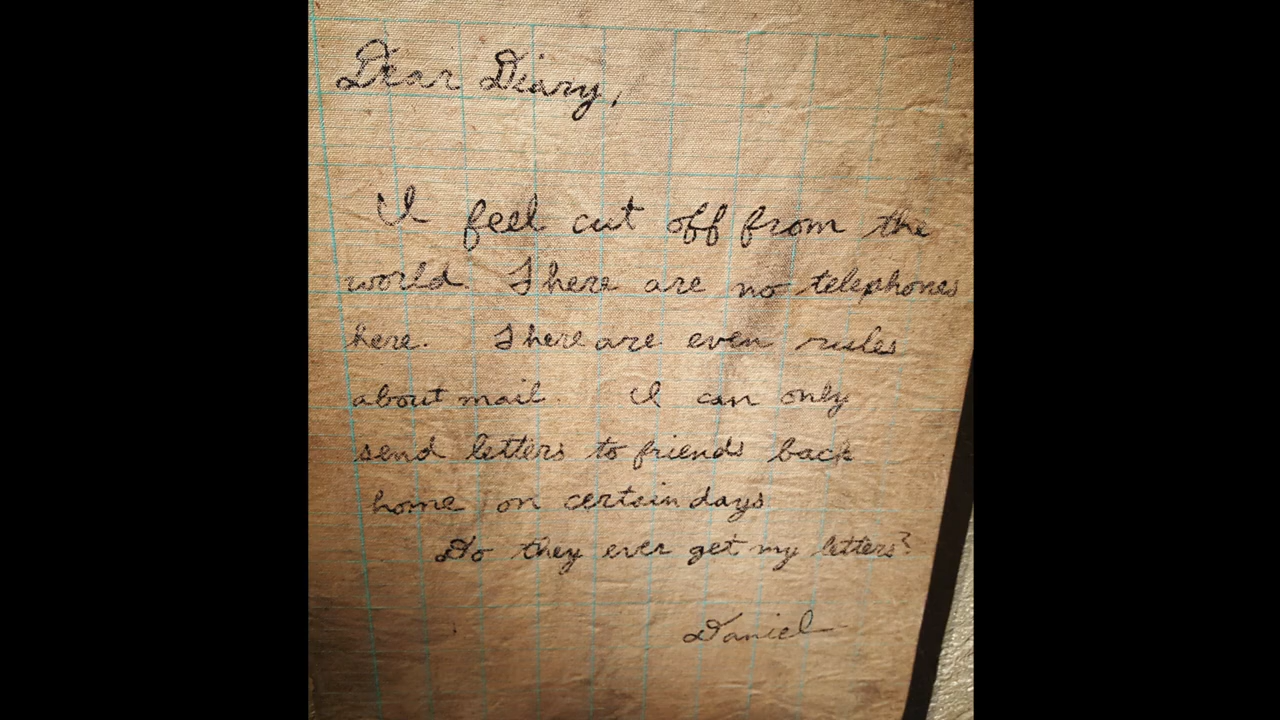 Dear Diary,
I feel cut off from the
world. There are no telephones
here. There are even rules
about mail. I can only
send letters to friends back
home on certain days
Do they ever get my letters?
Daniel